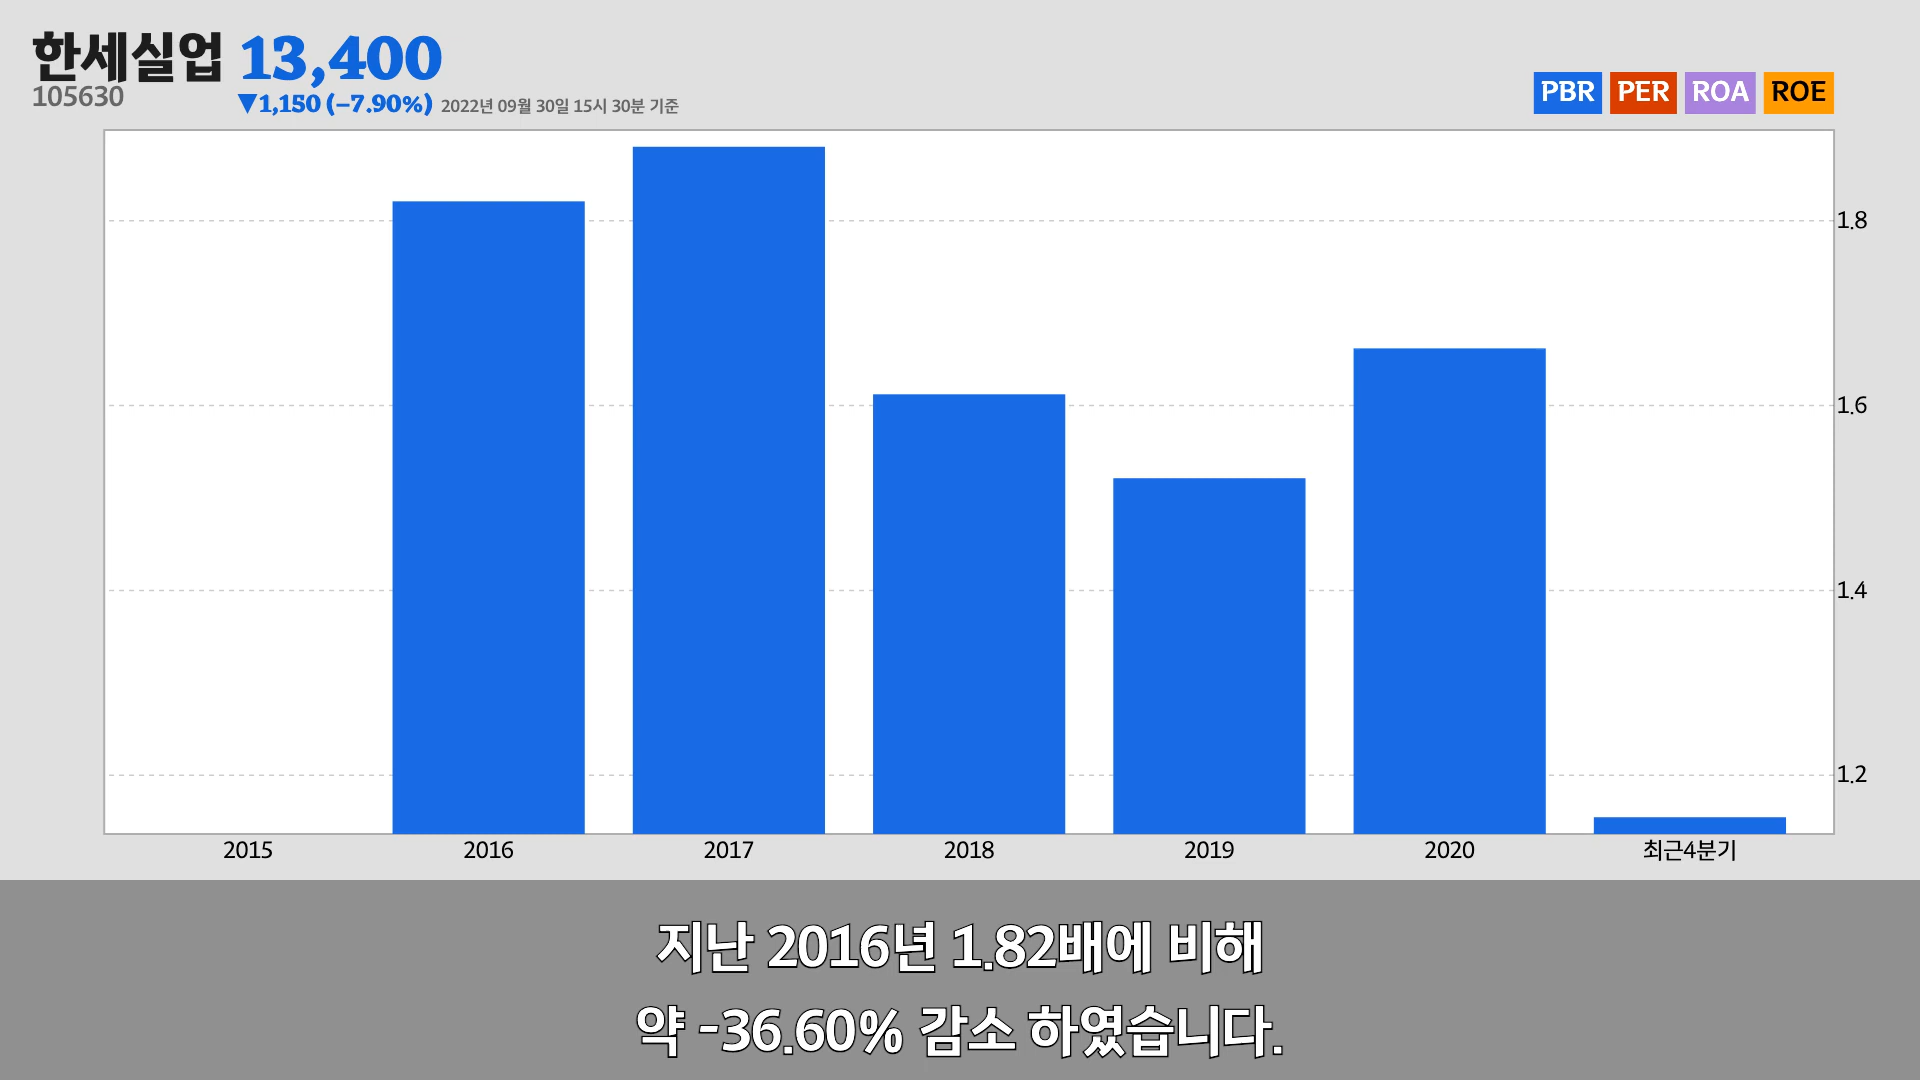 한세실업 13,400
105630
▼1,150 (−7.90%) 2022년 09월 30일 15시 30분 기준
PBR PER ROA ROE
1.8
1.6
1.4
1.2
2015 2016 2017 2018 2019 2020 최근4분기
지난 2016년 1.82배에 비해
약 -36.60% 감소 하였습니다.